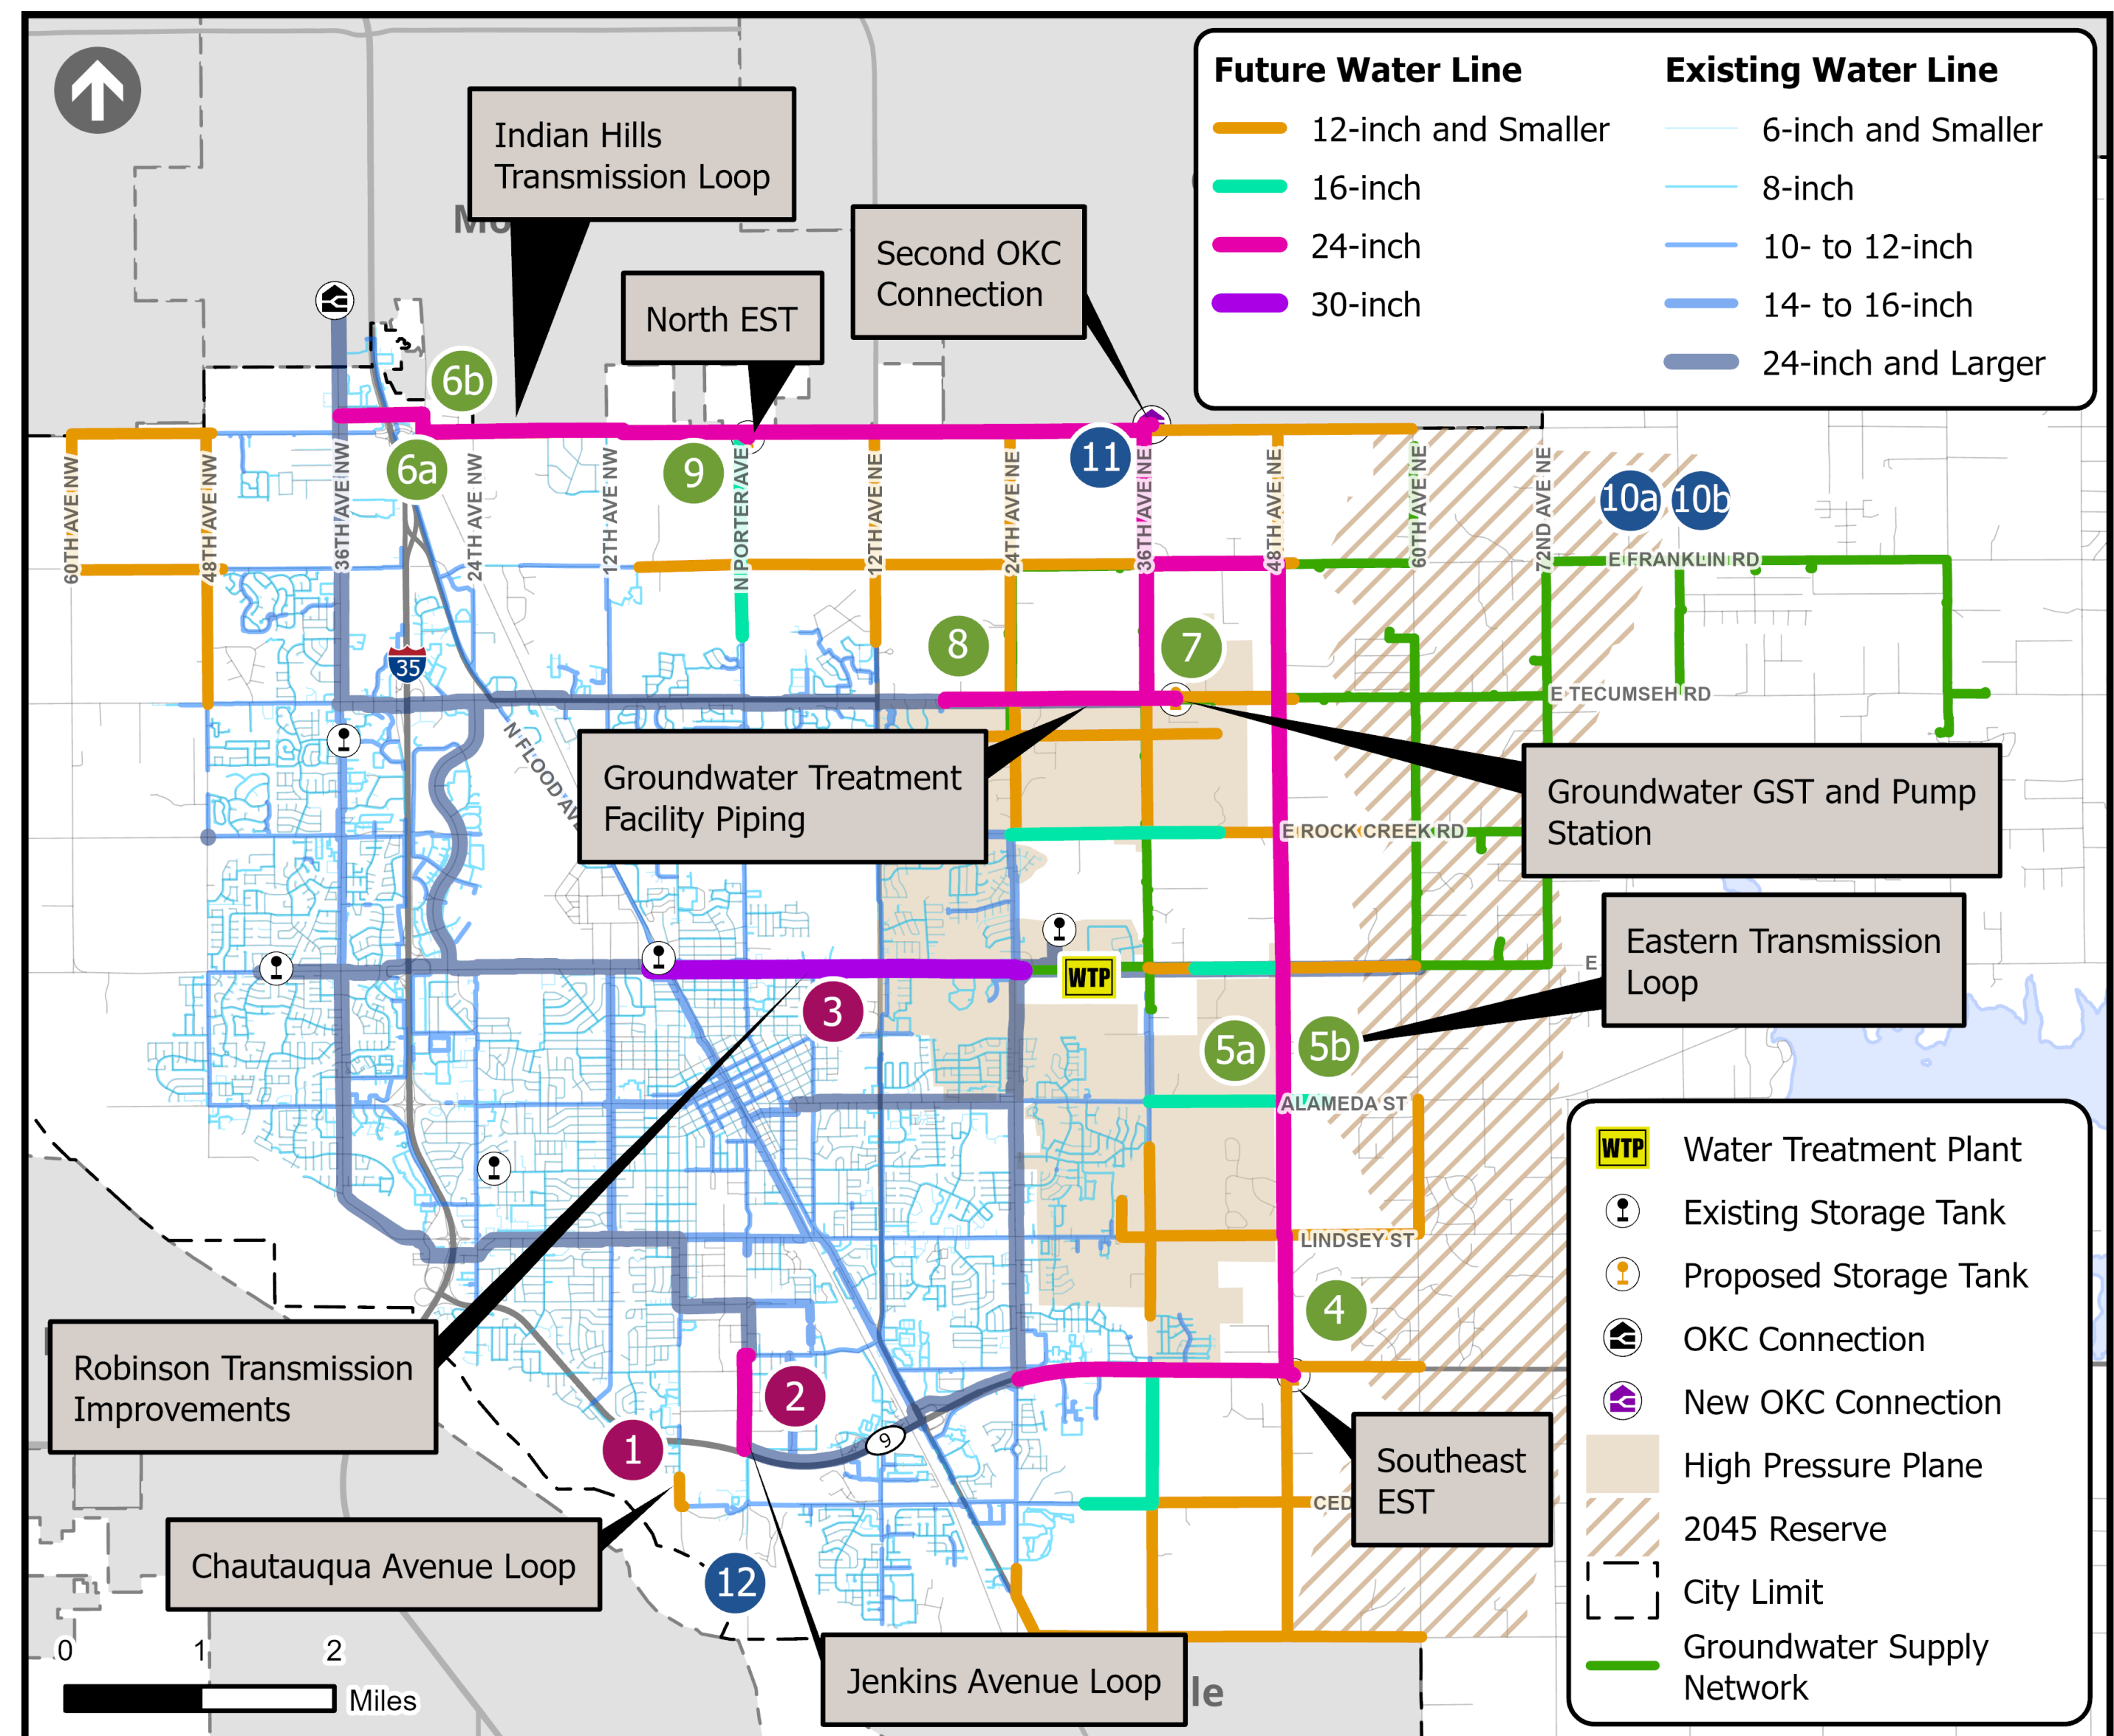 Future Water Line
12-inch and Smaller
16-inch
24-inch
30-inch
Existing Water Line
6-inch and Smaller
8-inch
10- to 12-inch
14- to 16-inch
24-inch and Larger
Indian Hills
Transmission Loop
Second OKC
Connection
North EST
6b
6a
9
11
10a
10b
60TH AVE NW
48TH AVE NW
36TH AVE NW
24TH AVE NW
12TH AVE NW
N PORTER AVE
12TH AVE NE
24TH AVE NE
36TH AVE NE
48TH AVE NE
60TH AVE NE
72ND AVE NE
E FRANKLIN RD
35
8
7
E TECUMSEH RD
N FLOOD AVE
Groundwater Treatment
Facility Piping
Groundwater GST and Pump
Station
E ROCK CREEK RD
Eastern Transmission
Loop
WTP
E
3
5a
5b
ALAMEDA ST
LINDSEY ST
4
Robinson Transmission
Improvements
2
1
9
Southeast
EST
CED
Chautauqua Avenue Loop
12
Jenkins Avenue Loop
le
0 1 2
Miles
WTP
Water Treatment Plant
Existing Storage Tank
Proposed Storage Tank
OKC Connection
New OKC Connection
High Pressure Plane
2045 Reserve
City Limit
Groundwater Supply
Network